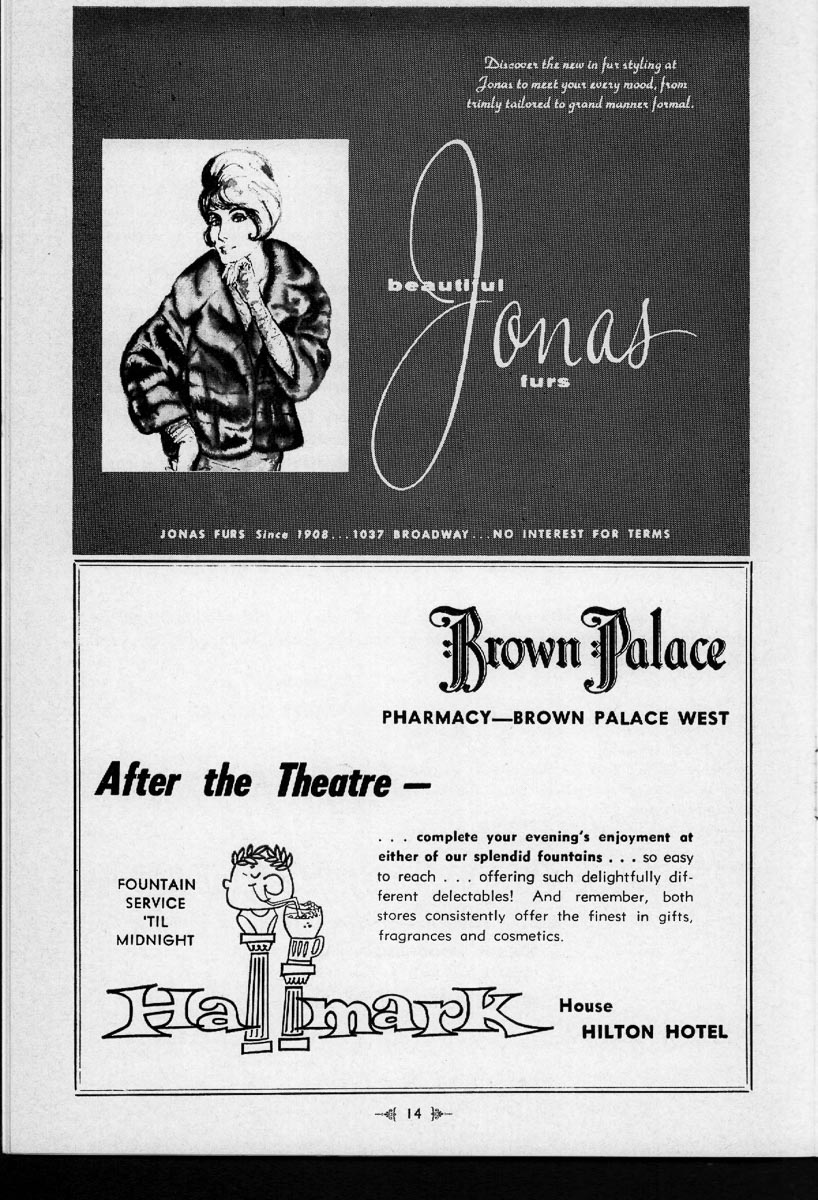 Discover the new in fur styling at
Jonas to meet your every mood, from
trimly tailored to grand manner formal.
beautiful
Jonas
furs
JONAS FURS Since 1908...1037 BROADWAY...NO INTEREST FOR TERMS
Brown Palace
PHARMACY—BROWN PALACE WEST
After the Theatre —
. . . complete your evening's enjoyment at
either of our splendid fountains . . . so easy
to reach . . . offering such delightfully dif-
ferent delectables! And remember, both
stores consistently offer the finest in gifts,
fragrances and cosmetics.
FOUNTAIN
SERVICE
'TIL
MIDNIGHT
Hallmark
House
HILTON HOTEL
14